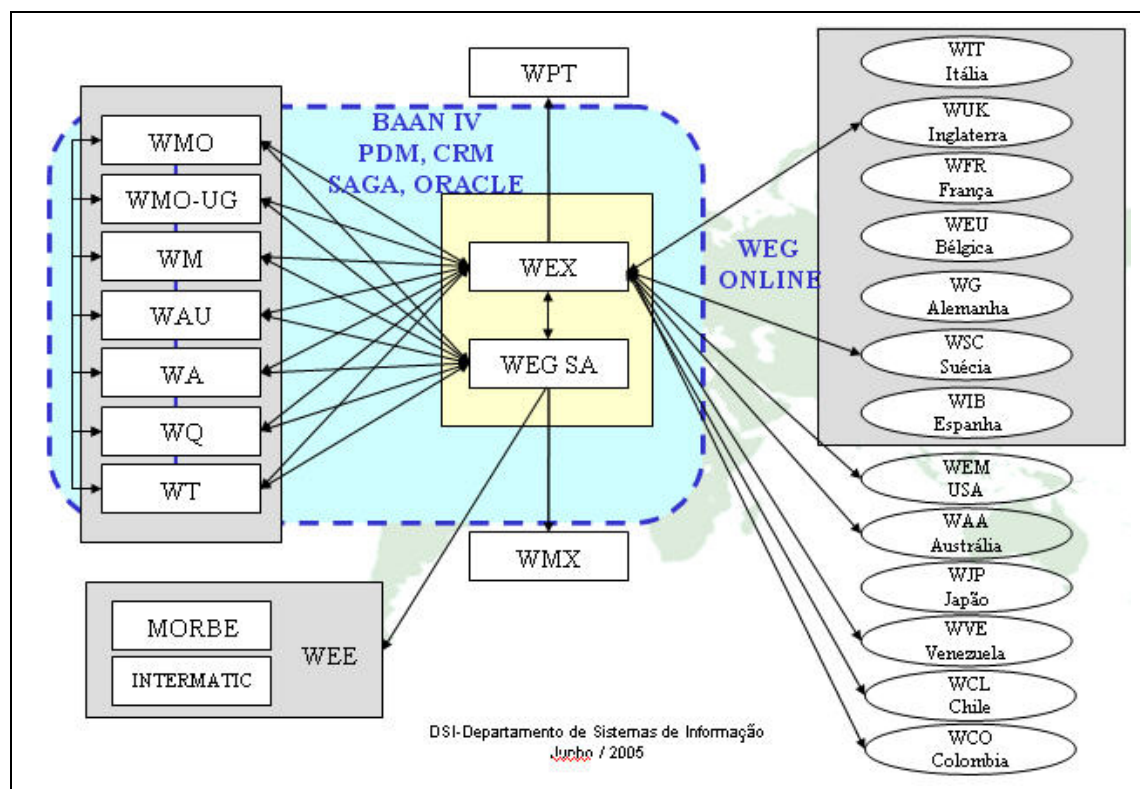 WPT
BAAN IV
PDM, CRM
SAGA, ORACLE
WMO
WMO-UG
WM
WAU
WA
WQ
WT
WEX
WEG SA
WMX
WEG
ONLINE
WIT
Itália
WUK
Inglaterra
WFR
França
WEU
Bélgica
WG
Alemanha
WSC
Suécia
WIB
Espanha
WEM
USA
WAA
Austrália
WJP
Japão
WVE
Venezuela
WCL
Chile
WCO
Colombia
MORBE
INTERMATIC
WEE
DSI-Departamento de Sistemas de Informação
Junho / 2005